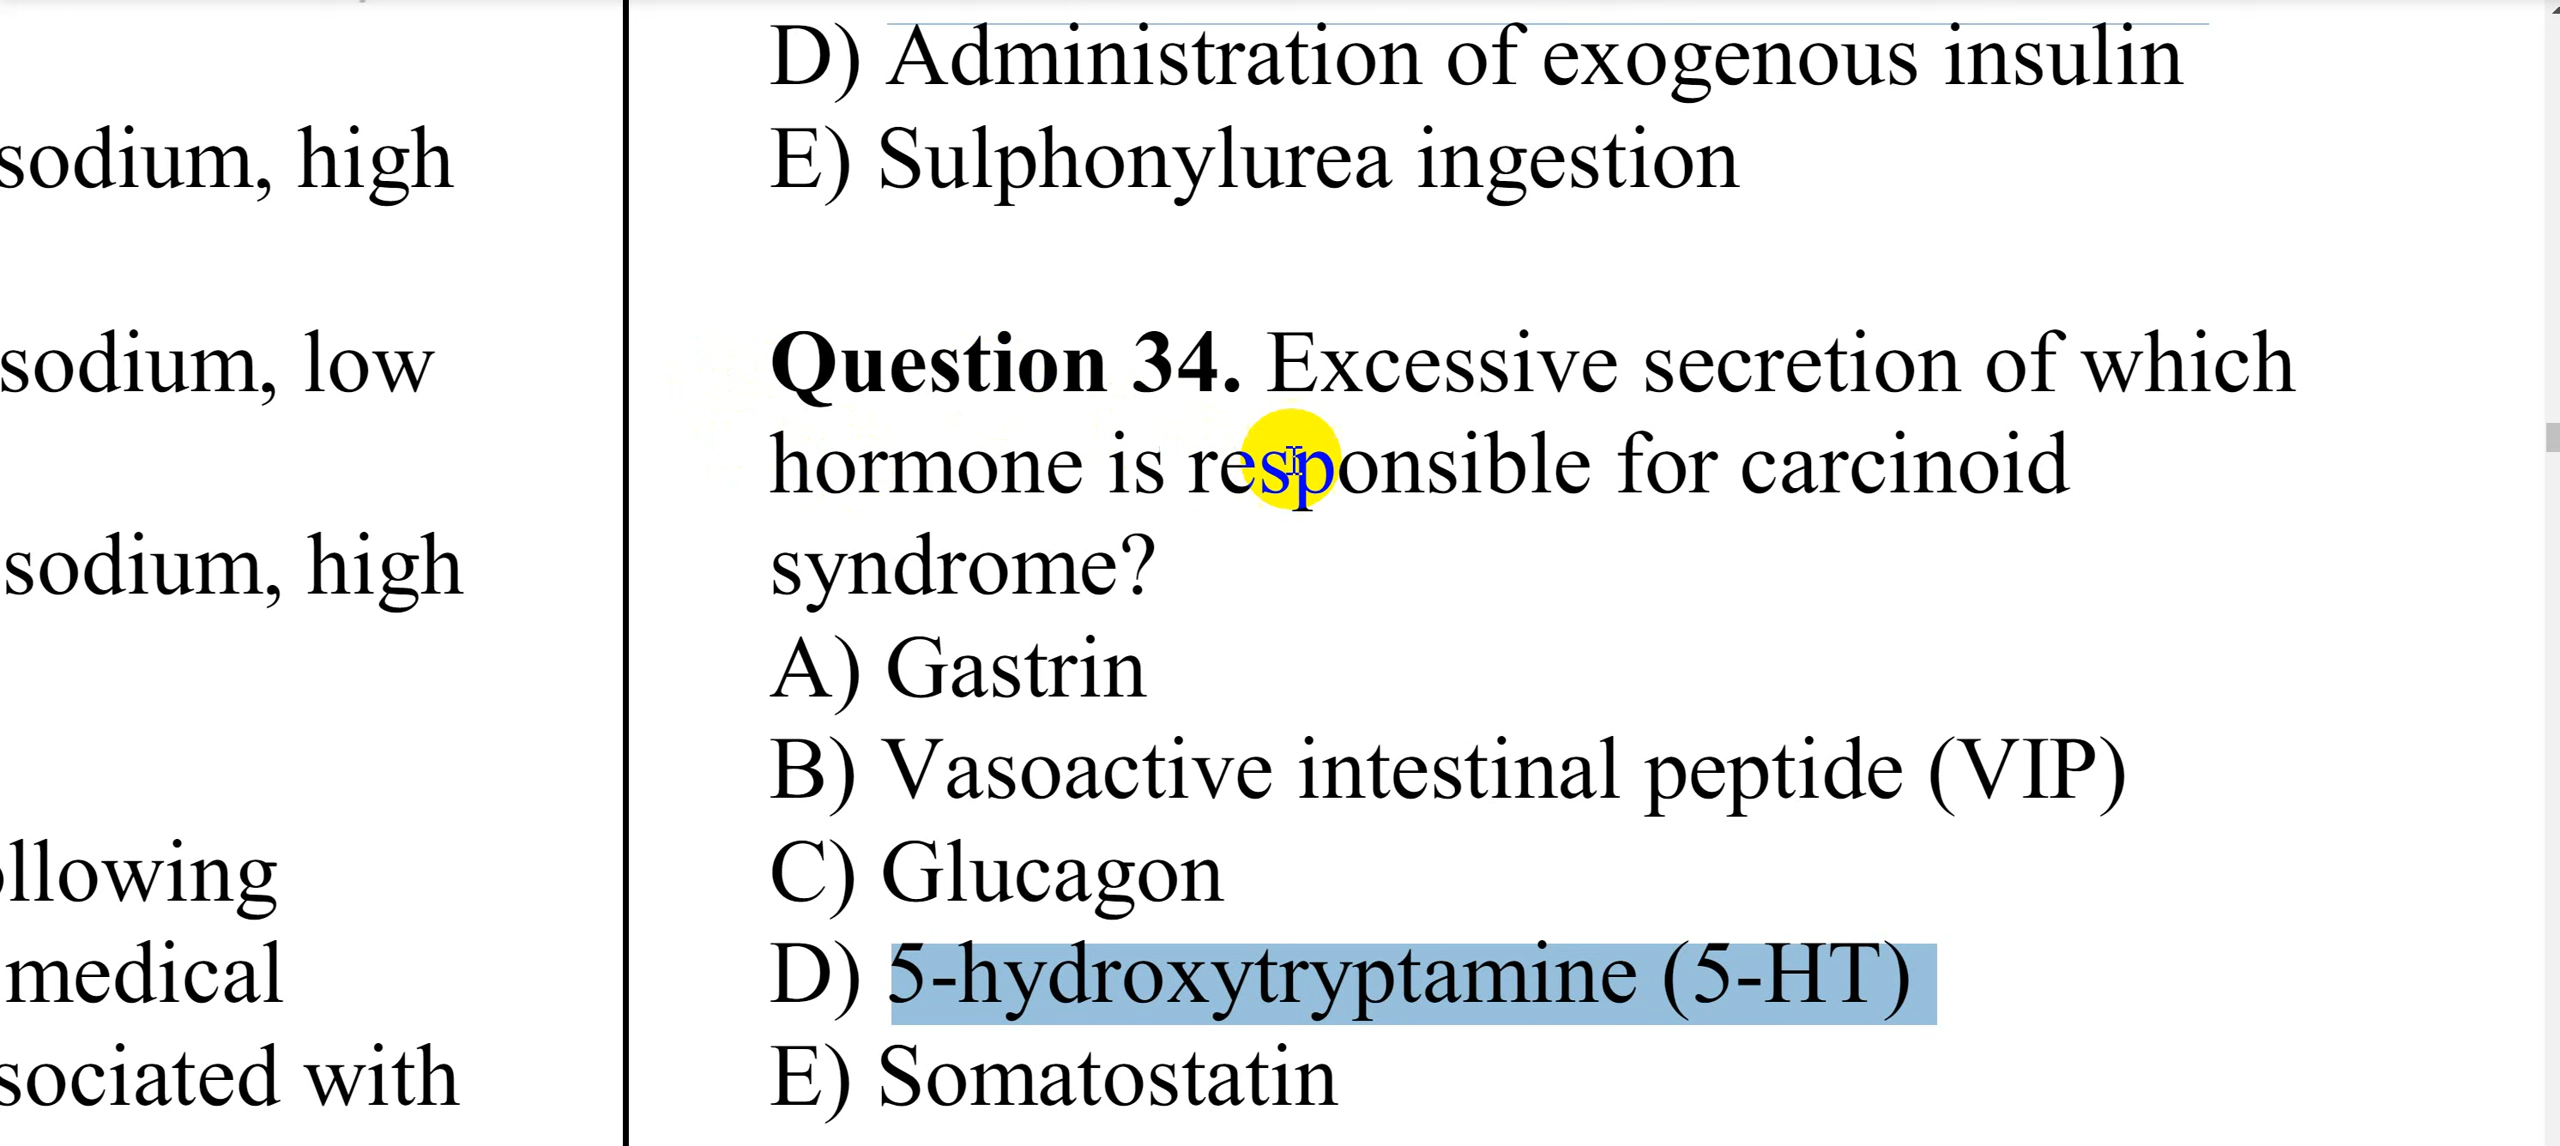 sodium, high
sodium, low
sodium, high
llowing
medical
sociated with
D) Administration of exogenous insulin
E) Sulphonylurea ingestion
Question 34. Excessive secretion of which
hormone is responsible for carcinoid
syndrome?
A) Gastrin
B) Vasoactive intestinal peptide (VIP)
C) Glucagon
D) 5-hydroxytryptamine (5-HT)
E) Somatostatin